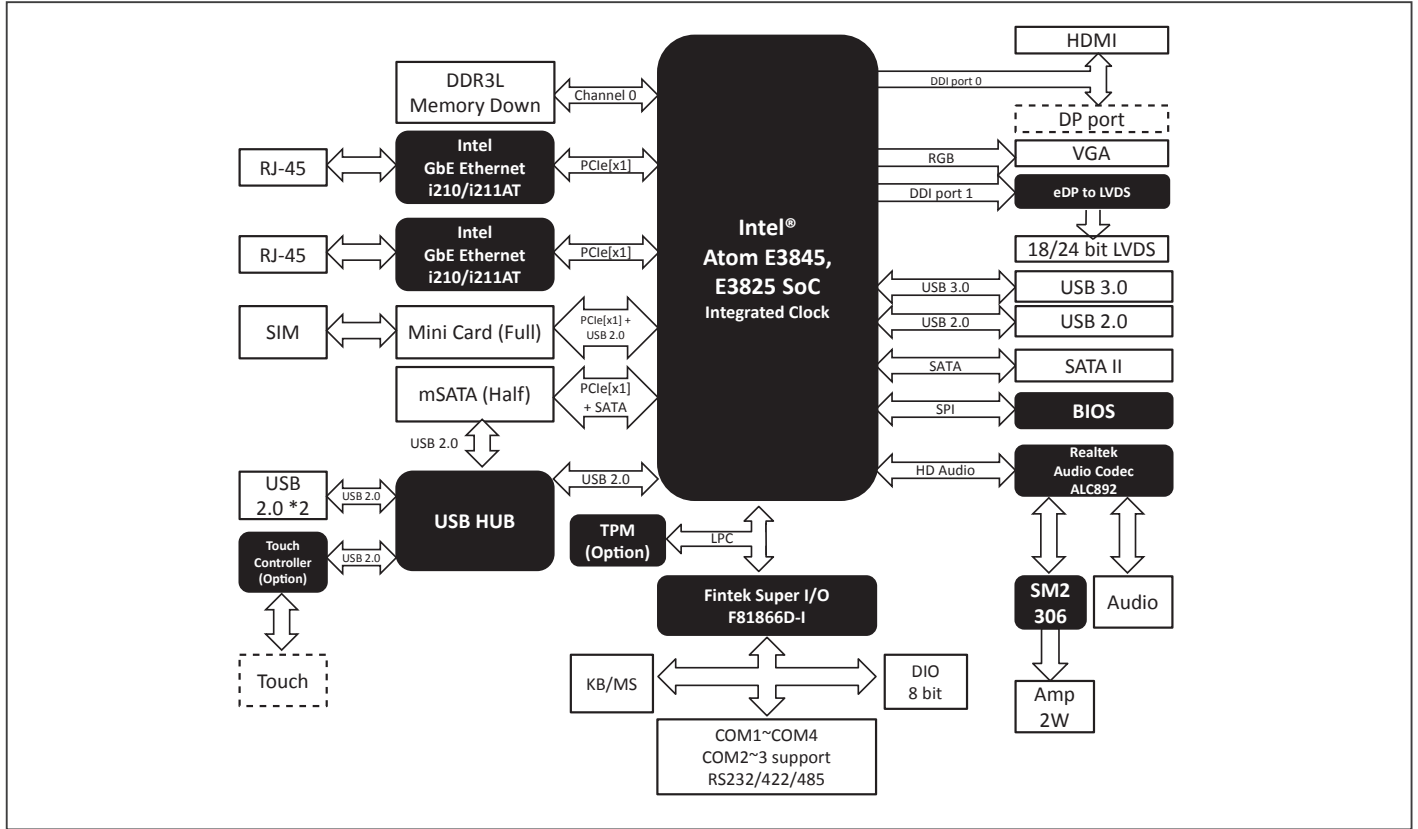 HDMI
DDI port 0
DP port
DDR3L
Memory Down
Channel 0
Intel
GbE Ethernet
i210/i211AT
RJ-45
PCIe[x1]
RGB
VGA
DDI port 1
eDP to LVDS
18/24 bit LVDS
Intel
GbE Ethernet
i210/i211AT
RJ-45
PCIe[x1]
Intel®
Atom E3845,
E3825 SoC
Integrated Clock
USB 3.0
USB 3.0
USB 2.0
USB 2.0
SIM
Mini Card (Full)
PCIe[x1] +
USB 2.0
SATA
SATA II
mSATA (Half)
PCIe[x1]
+ SATA
SPI
BIOS
USB 2.0
Realtek
Audio Codec
ALC892
HD Audio
USB
2.0 *2
USB 2.0
USB HUB
USB 2.0
Touch
Controller
(Option)
USB 2.0
TPM
(Option)
LPC
Fintek Super I/O
F81866D-I
SM2
306
Audio
Touch
KB/MS
DIO
8 bit
Amp
2W
COM1~COM4
COM2~3 support
RS232/422/485